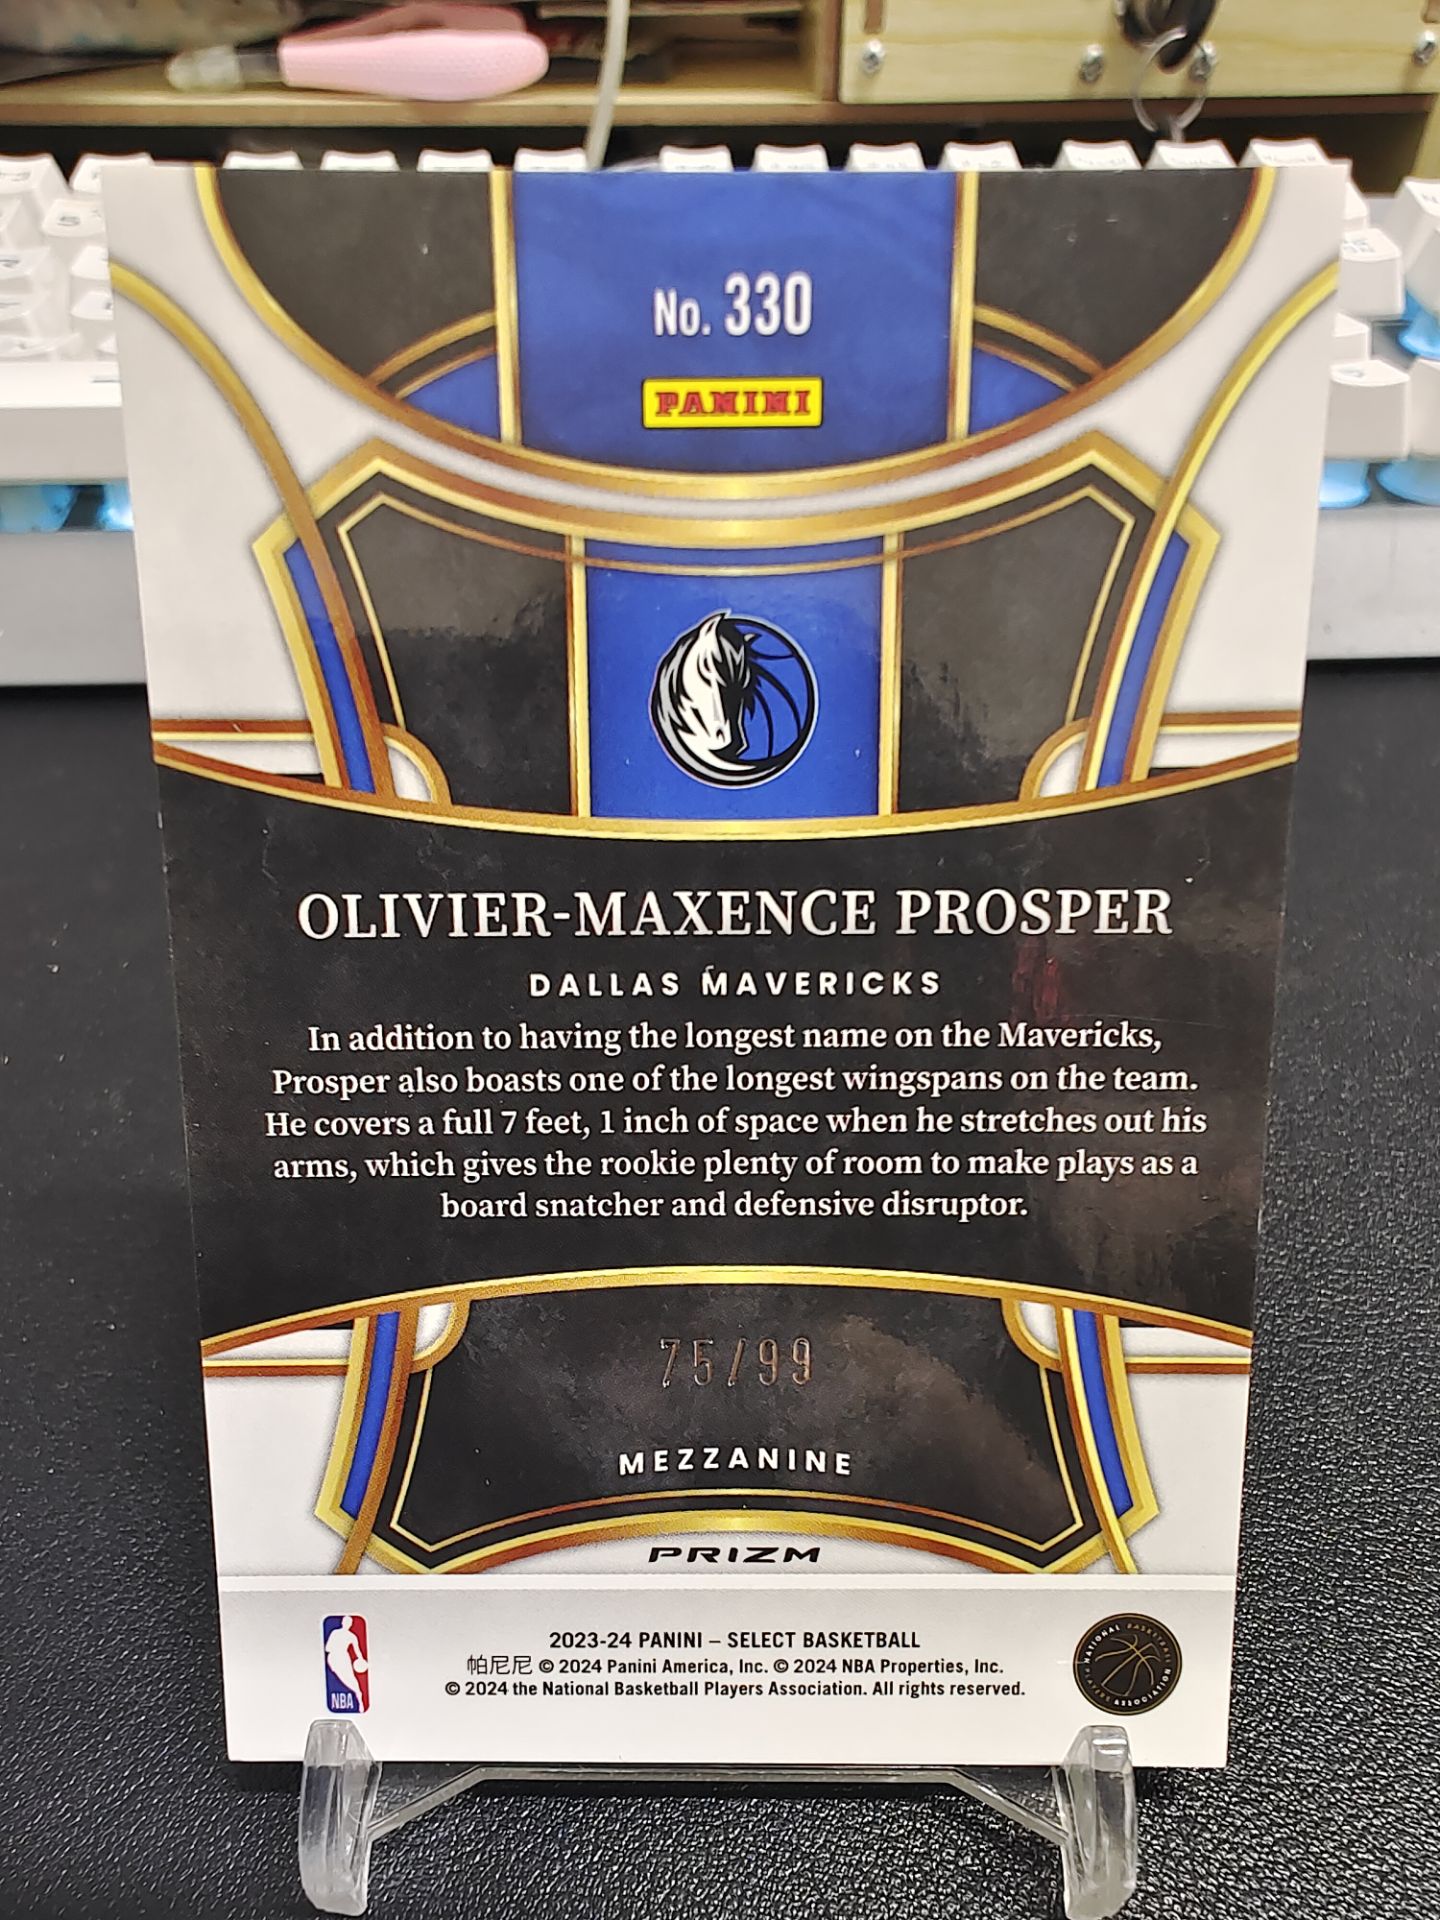 No. 330
PANINI
OLIVIER-MAXENCE PROSPER
DALLAS MAVERICKS
In addition to having the longest name on the Mavericks,
Prosper also boasts one of the longest wingspans on the team.
He covers a full 7 feet, 1 inch of space when he stretches out his
arms, which gives the rookie plenty of room to make plays as a
board snatcher and defensive disruptor.
75/99
MEZZANINE
PRIZM
2023-24 PANINI – SELECT BASKETBALL
帕尼尼 © 2024 Panini America, Inc. © 2024 NBA Properties, Inc.
© 2024 the National Basketball Players Association. All rights reserved.
NBA
NATIONAL BASKETBALL
PLAYERS ASSOCIATION